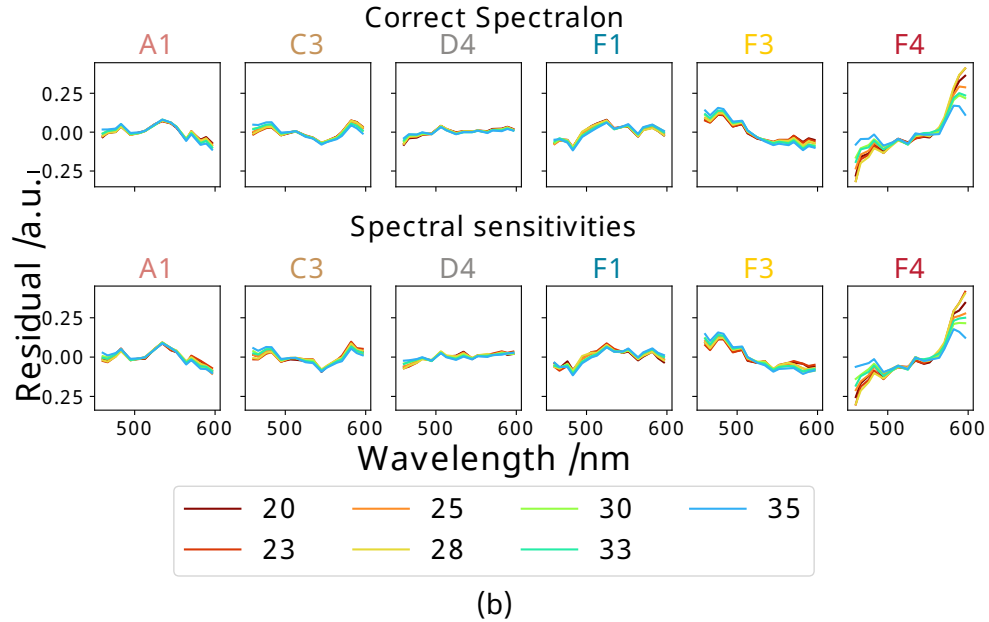 Correct Spectralon
A1 C3 D4 F1 F3 F4
0.25
0.00
−0.25
Spectral sensitivities
A1 C3 D4 F1 F3 F4
0.25
0.00
−0.25
Residual /a.u.
500 600 500 600 500 600 500 600 500 600 500 600
Wavelength /nm
20 25 30 35
23 28 33
(b)